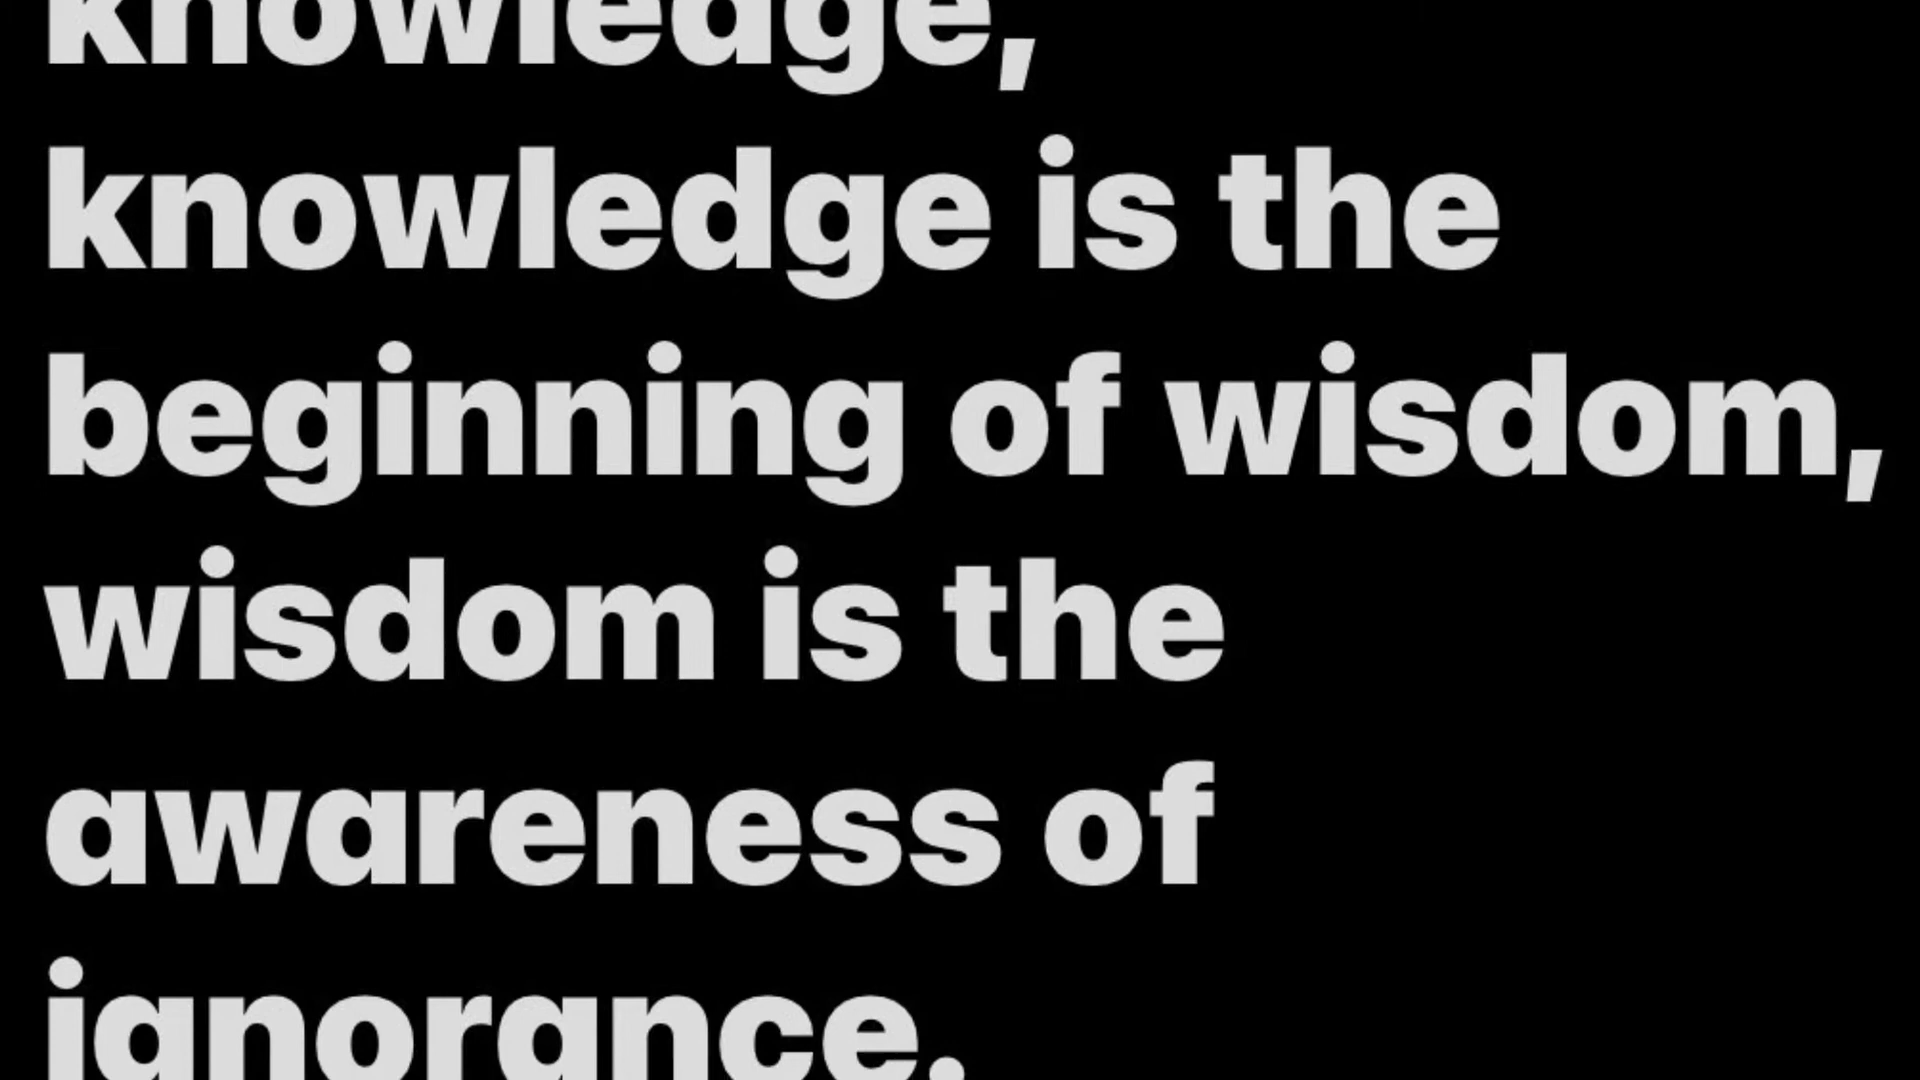 knowledge,
knowledge is the
beginning of wisdom,
wisdom is the
awareness of
ignorance.